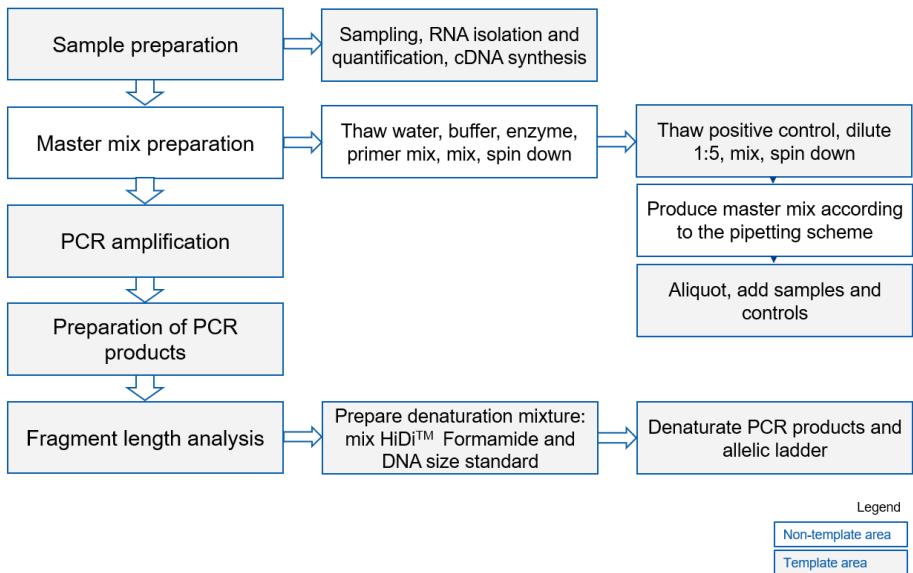 Sample preparation
Sampling, RNA isolation and
quantification, cDNA synthesis
Master mix preparation
Thaw water, buffer, enzyme,
primer mix, mix, spin down
Thaw positive control, dilute
1:5, mix, spin down
Produce master mix according
to the pipetting scheme
Aliquot, add samples and
controls
PCR amplification
Preparation of PCR
products
Fragment length analysis
Prepare denaturation mixture:
mix HiDi™ Formamide and
DNA size standard
Denaturate PCR products and
allelic ladder
Legend
Non-template area
Template area